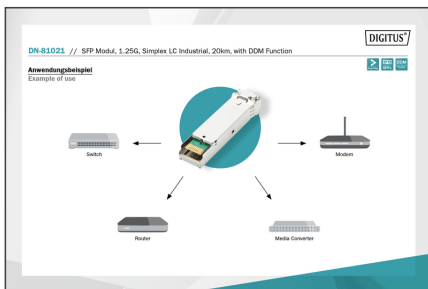 DIGITUS®
DN-81021 // SFP Modul, 1.25G, Simplex LC Industrial, 20km, with DDM Function
Anwendungsbeispiel
Example of use
DDM
Switch
Modem
Router
Media Converter